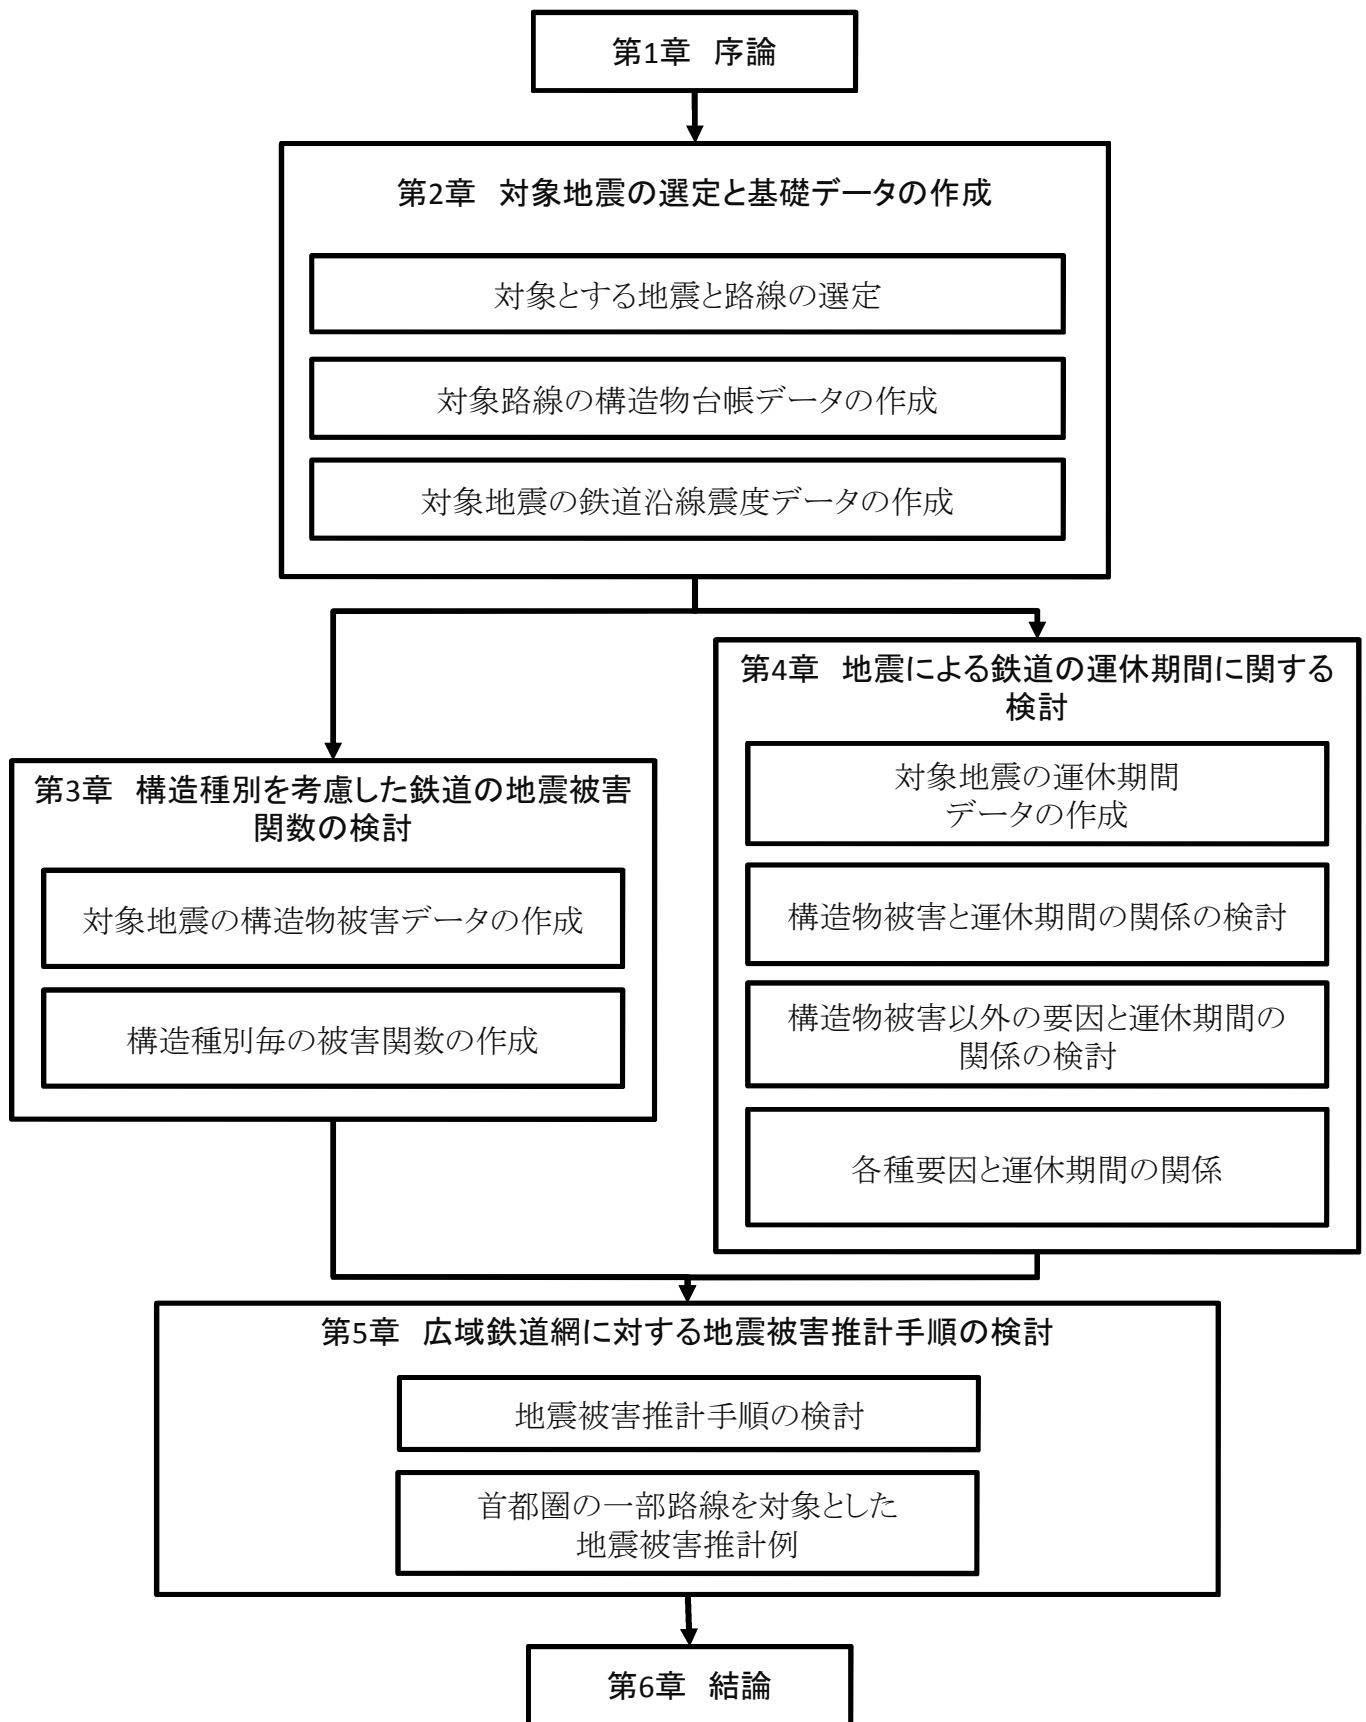 第1章 序論
第2章 対象地震の選定と基礎データの作成
対象とする地震と路線の選定
対象路線の構造物台帳データの作成
対象地震の鉄道沿線震度データの作成
第3章 構造種別を考慮した鉄道の地震被害
関数の検討
対象地震の構造物被害データの作成
構造種別毎の被害関数の作成
第4章 地震による鉄道の運休期間に関する
検討
対象地震の運休期間
データの作成
構造物被害と運休期間の関係の検討
構造物被害以外の要因と運休期間の
関係の検討
各種要因と運休期間の関係
第5章 広域鉄道網に対する地震被害推計手順の検討
地震被害推計手順の検討
首都圏の一部路線を対象とした
地震被害推計例
第6章 結論